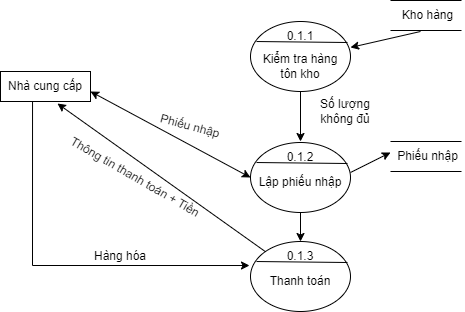 Kho hàng
0.1.1
Kiểm tra hàng
tồn kho
Nhà cung cấp
Số lượng
không đủ
Phiếu nhập
0.1.2
Lập phiếu nhập
Phiếu nhập
Thông tin thanh toán + Tiền
Hàng hóa
0.1.3
Thanh toán